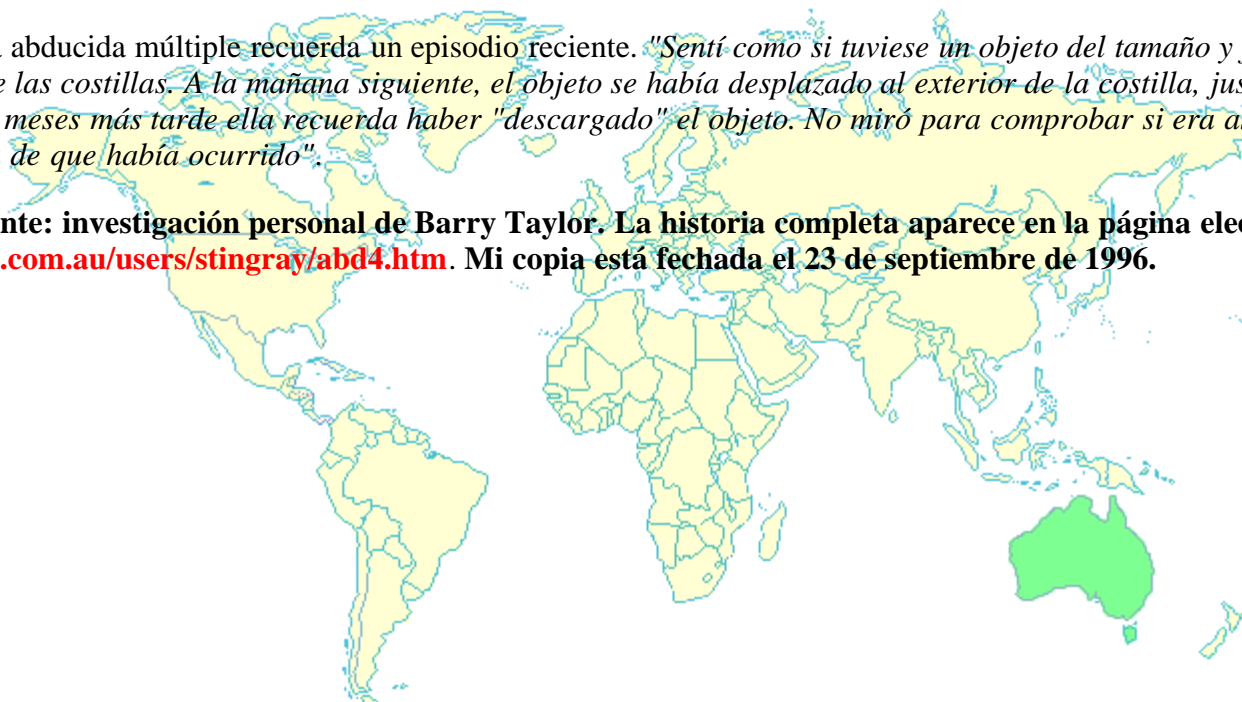 abducida múltiple recuerda un episodio reciente. "Sentí como si tuviese un objeto del tamaño y
las costillas. A la mañana siguiente, el objeto se había desplazado al exterior de la costilla,
meses más tarde ella recuerda haber "descargado" el objeto. No miró para comprobar si era
de que había ocurrido".
investigación personal de Barry Taylor. La historia completa aparece en la página
.com.au/users/stingray/abd4.htm. Mi copia está fechada el 23 de septiembre de 1996.